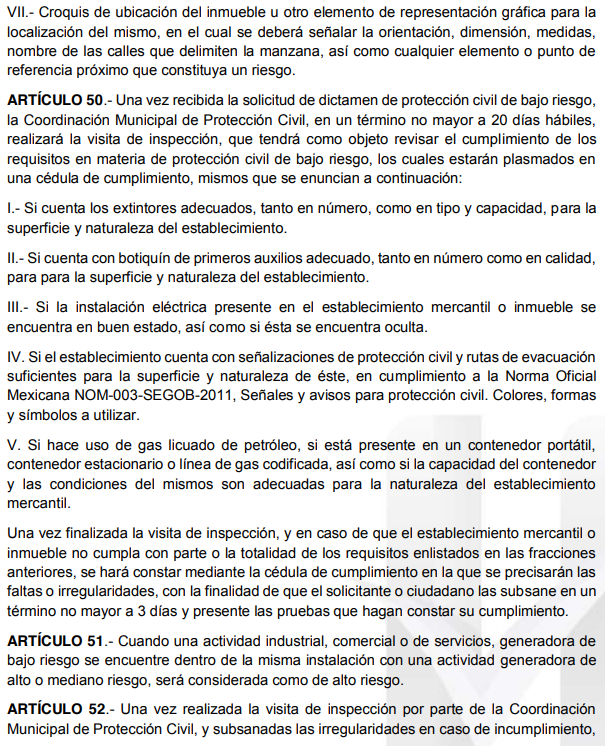 VII.- Croquis de ubicación del inmueble u otro elemento de representación gráfica para la
localización del mismo, en el cual se deberá señalar la orientación, dimensión, medidas,
nombre de las calles que delimiten la manzana, así como cualquier elemento o punto de
referencia próximo que constituya un riesgo.
ARTÍCULO 50.- Una vez recibida la solicitud de dictamen de protección civil de bajo riesgo,
la Coordinación Municipal de Protección Civil, en un término no mayor a 20 días hábiles,
realizará la visita de inspección, que tendrá como objeto revisar el cumplimiento de los
requisitos en materia de protección civil de bajo riesgo, los cuales estarán plasmados en
una cédula de cumplimiento, mismos que se enuncian a continuación:
I.- Si cuenta los extintores adecuados, tanto en número, como en tipo y capacidad, para la
superficie y naturaleza del establecimiento.
II.- Si cuenta con botiquín de primeros auxilios adecuado, tanto en número como en calidad,
para para la superficie y naturaleza del establecimiento.
III.- Si la instalación eléctrica presente en el establecimiento mercantil o inmueble se
encuentra en buen estado, así como si ésta se encuentra oculta.
IV. Si el establecimiento cuenta con señalizaciones de protección civil y rutas de evacuación
suficientes para la superficie y naturaleza de éste, en cumplimiento a la Norma Oficial
Mexicana NOM-003-SEGOB-2011, Señales y avisos para protección civil. Colores, formas
y símbolos a utilizar.
V. Si hace uso de gas licuado de petróleo, si está presente en un contenedor portátil,
contenedor estacionario o línea de gas codificada, así como si la capacidad del contenedor
y las condiciones del mismos son adecuadas para la naturaleza del establecimiento
mercantil.
Una vez finalizada la visita de inspección, y en caso de que el establecimiento mercantil o
inmueble no cumpla con parte o la totalidad de los requisitos enlistados en las fracciones
anteriores, se hará constar mediante la cédula de cumplimiento en la que se precisarán las
faltas o irregularidades, con la finalidad de que el solicitante o ciudadano las subsane en un
término no mayor a 3 días y presente las pruebas que hagan constar su cumplimiento.
ARTÍCULO 51.- Cuando una actividad industrial, comercial o de servicios, generadora de
bajo riesgo se encuentre dentro de la misma instalación con una actividad generadora de
alto o mediano riesgo, será considerada como de alto riesgo.
ARTÍCULO 52.- Una vez realizada la visita de inspección por parte de la Coordinación
Municipal de Protección Civil, y subsanadas las irregularidades en caso de incumplimiento,